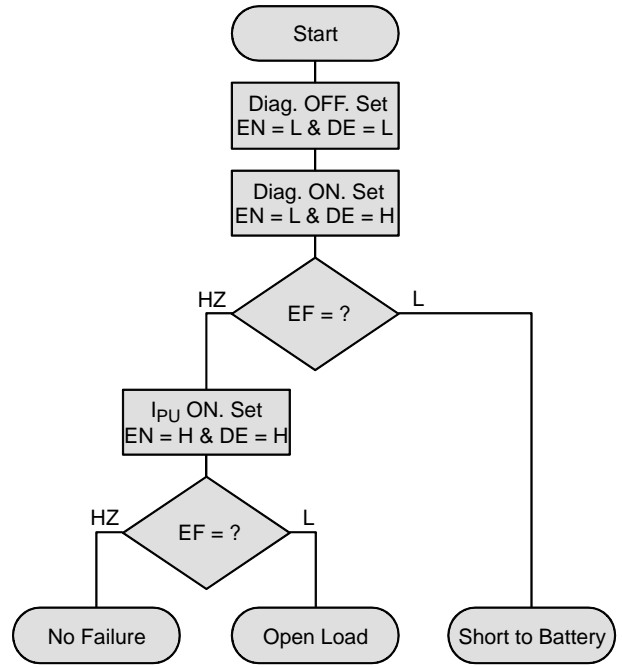 Start
Diag. OFF. Set
EN = L & DE = L
Diag. ON. Set
EN = L & DE = H
HZ
EF = ?
L
IPU ON. Set
EN = H & DE = H
HZ
EF = ?
L
No Failure
Open Load
Short to Battery